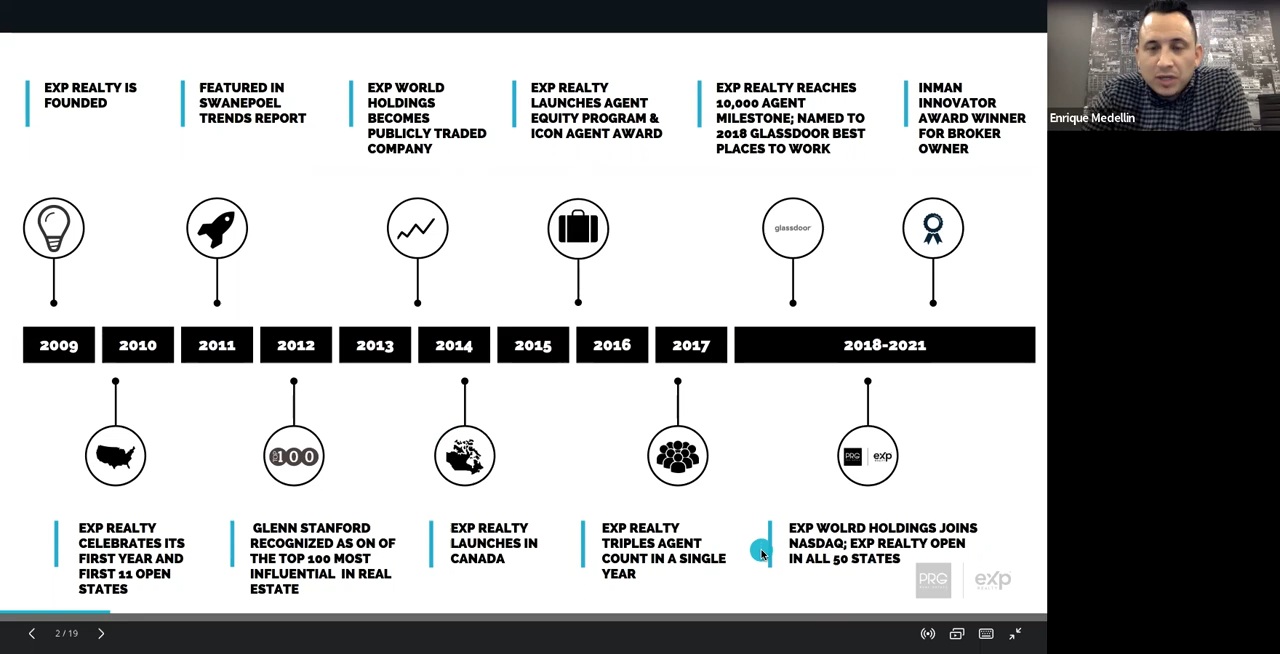 EXP REALTY IS
FOUNDED
FEATURED IN
SWANEPOEL
TRENDS REPORT
EXP WORLD
HOLDINGS
BECOMES
PUBLICLY TRADED
COMPANY
EXP REALTY
LAUNCHES AGENT
EQUITY PROGRAM &
ICON AGENT AWARD
EXP REALTY REACHES
10,000 AGENT
MILESTONE; NAMED TO
2018 GLASSDOOR BEST
PLACES TO WORK
INMAN
INNOVATOR
AWARD WINNER
FOR BROKER
OWNER
Enrique Medellin
glassdoor
2009
2010
2011
2012
2013
2014
2015
2016
2017
2018-2021
100
PRG
exp
REALTY
EXP REALTY
CELEBRATES ITS
FIRST YEAR AND
FIRST 11 OPEN
STATES
GLENN STANFORD
RECOGNIZED AS ON OF
THE TOP 100 MOST
INFLUENTIAL IN REAL
ESTATE
EXP REALTY
LAUNCHES IN
CANADA
EXP REALTY
TRIPLES AGENT
COUNT IN A SINGLE
YEAR
EXP WOLRD HOLDINGS JOINS
NASDAQ; EXP REALTY OPEN
IN ALL 50 STATES
PRG
exp
REALTY
2 / 19